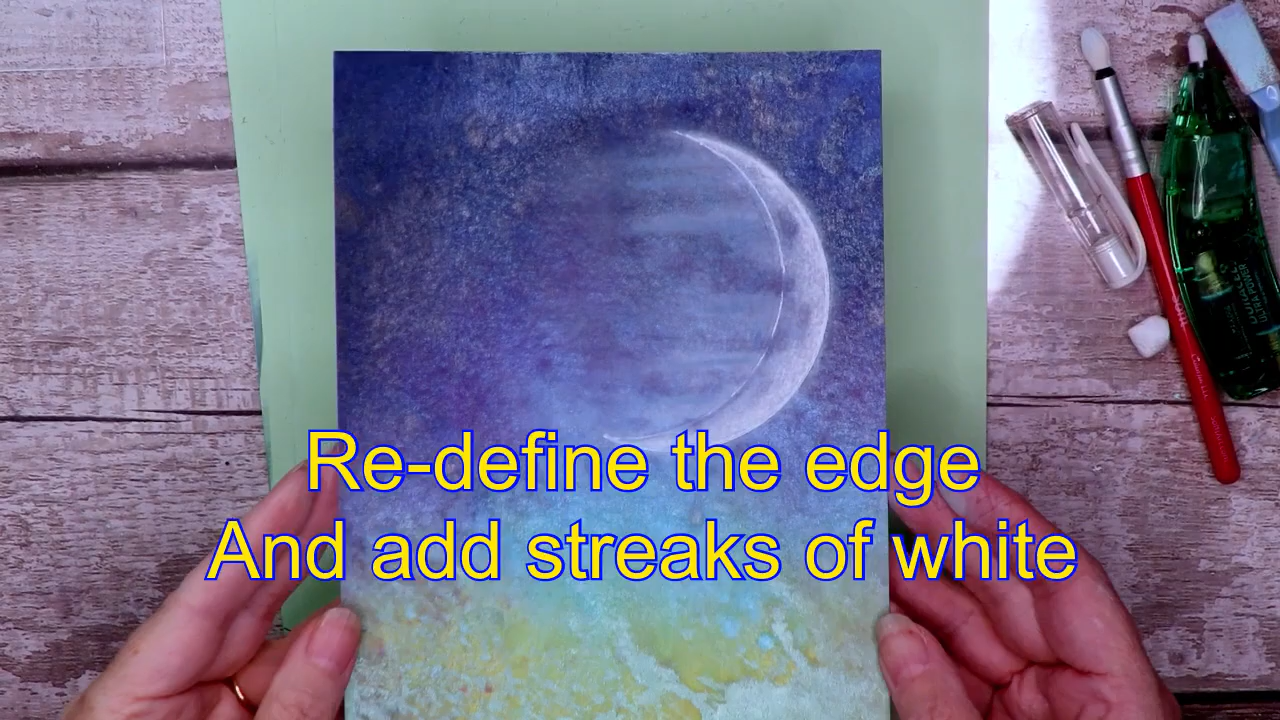 Re-define the edge
And add streaks of white